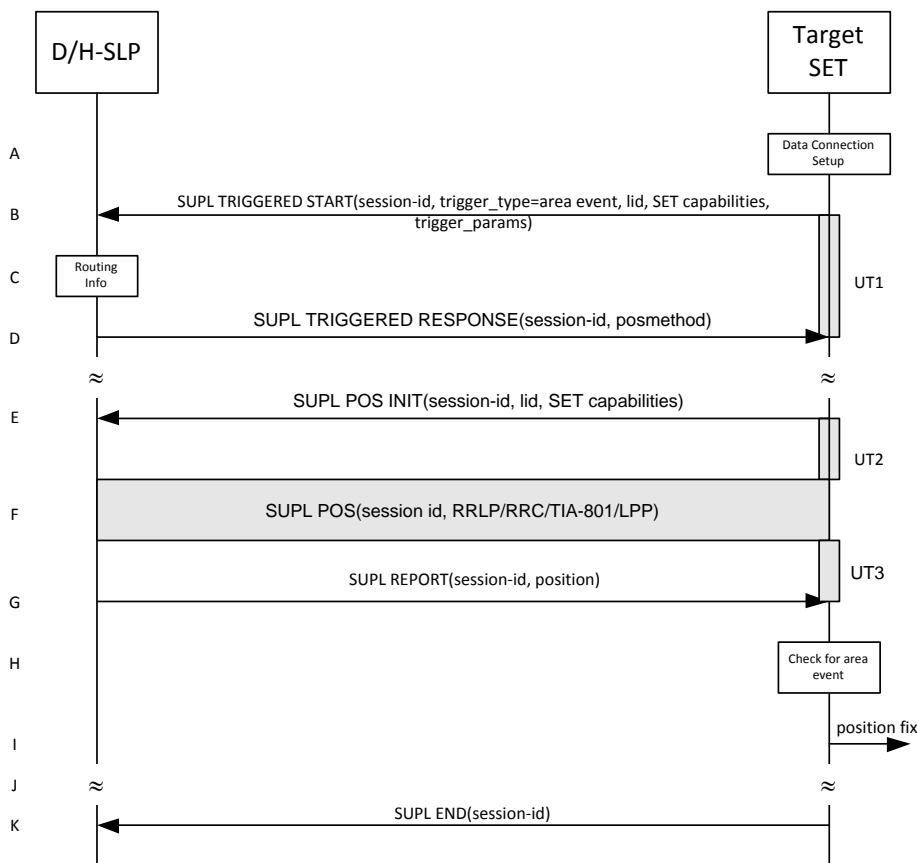 D/H-SLP
Target
SET
A
Data Connection
Setup
B
SUPL TRIGGERED START(session-id, trigger_type=area event, lid, SET capabilities,
trigger_params)
C
Routing
Info
UT1
D
SUPL TRIGGERED RESPONSE(session-id, posmethod)
≈
≈
E
SUPL POS INIT(session-id, lid, SET capabilities)
UT2
F
SUPL POS(session id, RRLP/RRC/TIA-801/LPP)
UT3
G
SUPL REPORT(session-id, position)
H
Check for area
event
I
position fix
J
≈
≈
K
SUPL END(session-id)